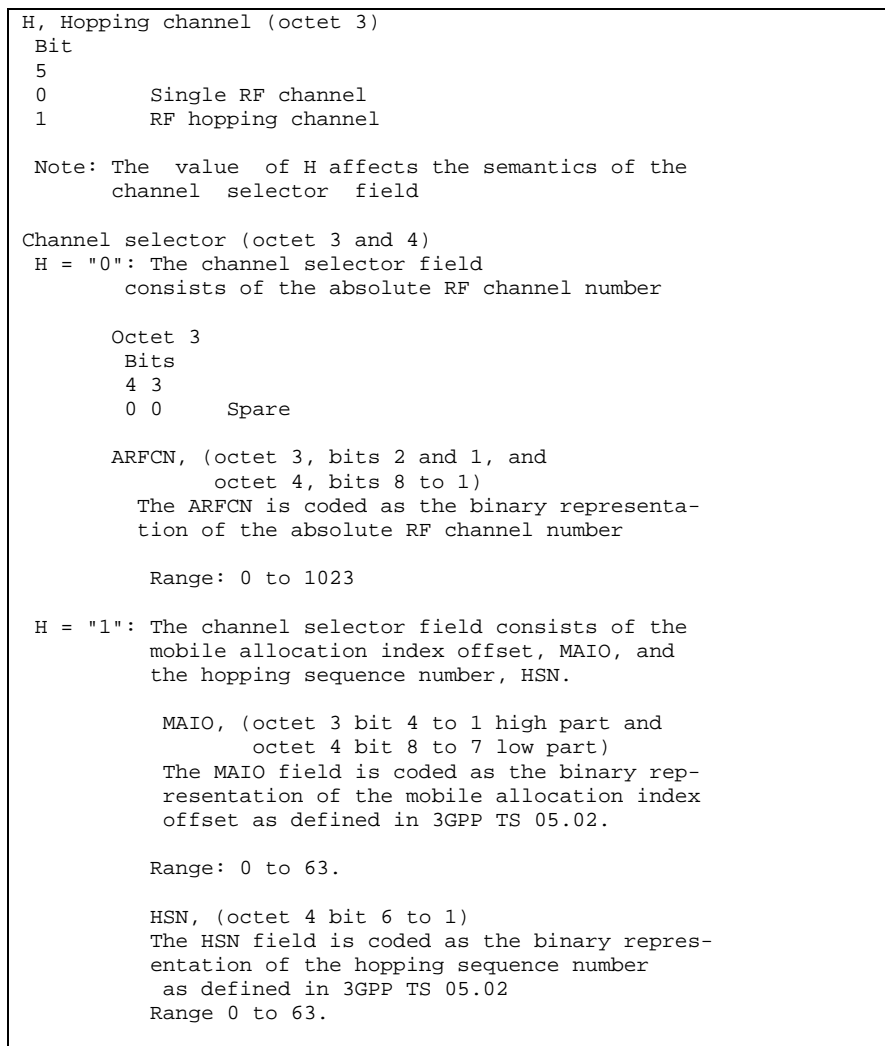 H, Hopping channel (octet 3)
Bit
5
0 Single RF channel
1 RF hopping channel
Note: The value of H affects the semantics of the
channel selector field
Channel selector (octet 3 and 4)
H = "0": The channel selector field
consists of the absolute RF channel number
Octet 3
Bits
4 3
0 0 Spare
ARFCN, (octet 3, bits 2 and 1, and
octet 4, bits 8 to 1)
The ARFCN is coded as the binary representa-
tion of the absolute RF channel number
Range: 0 to 1023
H = "1": The channel selector field consists of the
mobile allocation index offset, MAIO, and
the hopping sequence number, HSN.
MAIO, (octet 3 bit 4 to 1 high part and
octet 4 bit 8 to 7 low part)
The MAIO field is coded as the binary rep-
resentation of the mobile allocation index
offset as defined in 3GPP TS 05.02.
Range: 0 to 63.
HSN, (octet 4 bit 6 to 1)
The HSN field is coded as the binary repres-
entation of the hopping sequence number
as defined in 3GPP TS 05.02
Range 0 to 63.